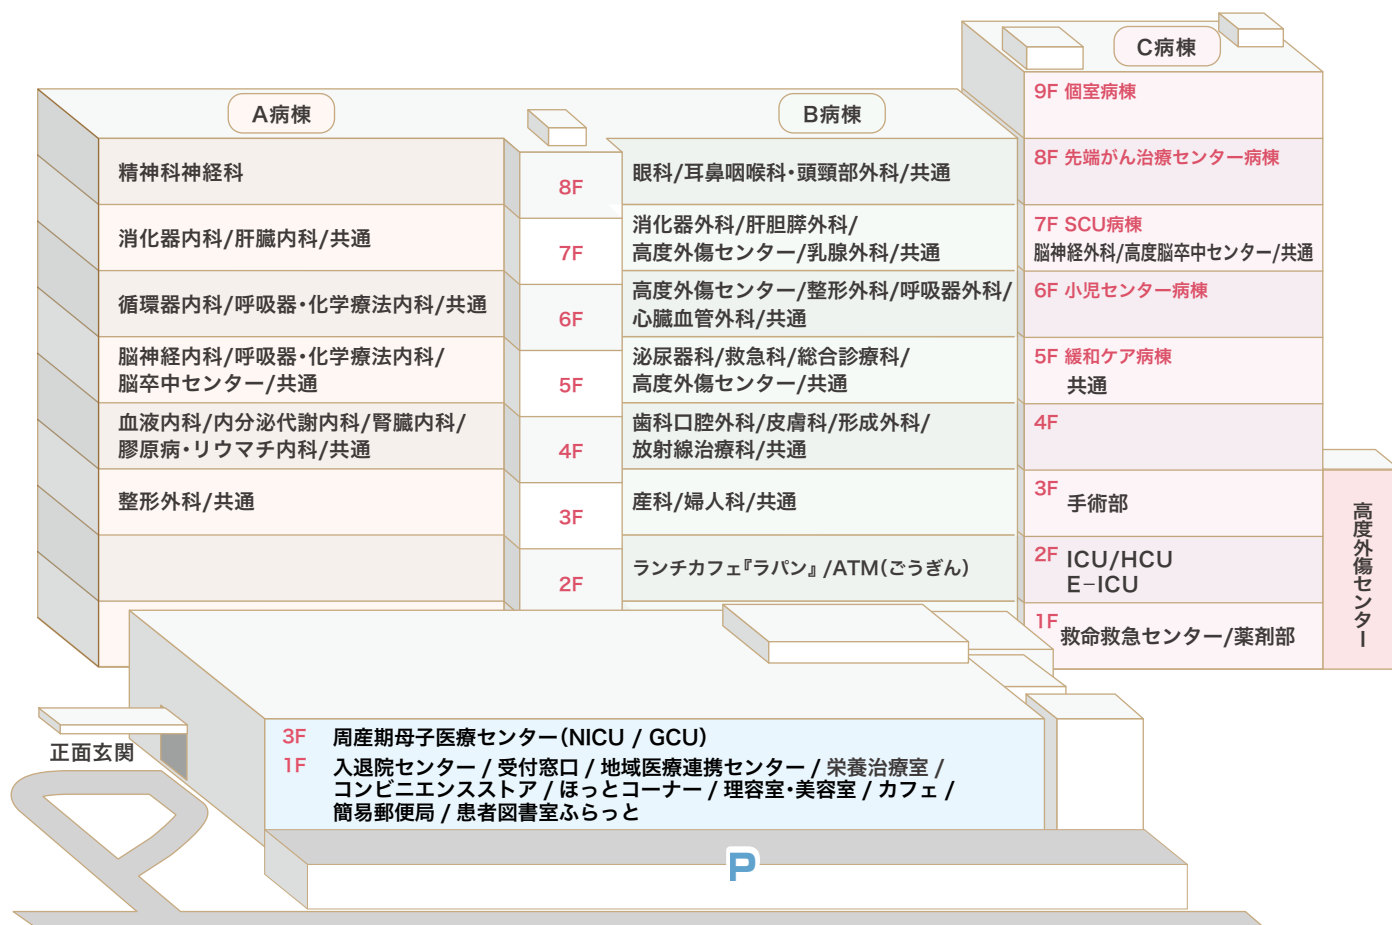 A病棟
精神科神経科
消化器内科/肝臓内科/共通
循環器内科/呼吸器・化学療法内科/共通
脳神経内科/呼吸器・化学療法内科/
脳卒中センター/共通
血液内科/内分泌代謝内科/腎臓内科/
膠原病・リウマチ内科/共通
整形外科/共通
8F
7F
6F
5F
4F
3F
2F
B病棟
眼科/耳鼻咽喉科・頭頸部外科/共通
消化器外科/肝胆膵外科/
高度外傷センター/乳腺外科/共通
高度外傷センター/整形外科/呼吸器外科/
心臓血管外科/共通
泌尿器科/救急科/総合診療科/
高度外傷センター/共通
歯科口腔外科/皮膚科/形成外科/
放射線治療科/共通
産科/婦人科/共通
ランチカフェ『ラパン』/ATM(ごうぎん)
C病棟
9F 個室病棟
8F 先端がん治療センター病棟
7F SCU病棟
脳神経外科/高度脳卒中センター/共通
6F 小児センター病棟
5F 緩和ケア病棟
共通
4F
3F 手術部
2F ICU/HCU
E-ICU
1F 救命救急センター/薬剤部
高度外傷センター
正面玄関
3F 周産期母子医療センター(NICU / GCU)
1F 入退院センター / 受付窓口 / 地域医療連携センター / 栄養治療室 /
コンビニエンスストア / ほっとコーナー / 理容室・美容室 / カフェ /
簡易郵便局 / 患者図書室ふらっと
P